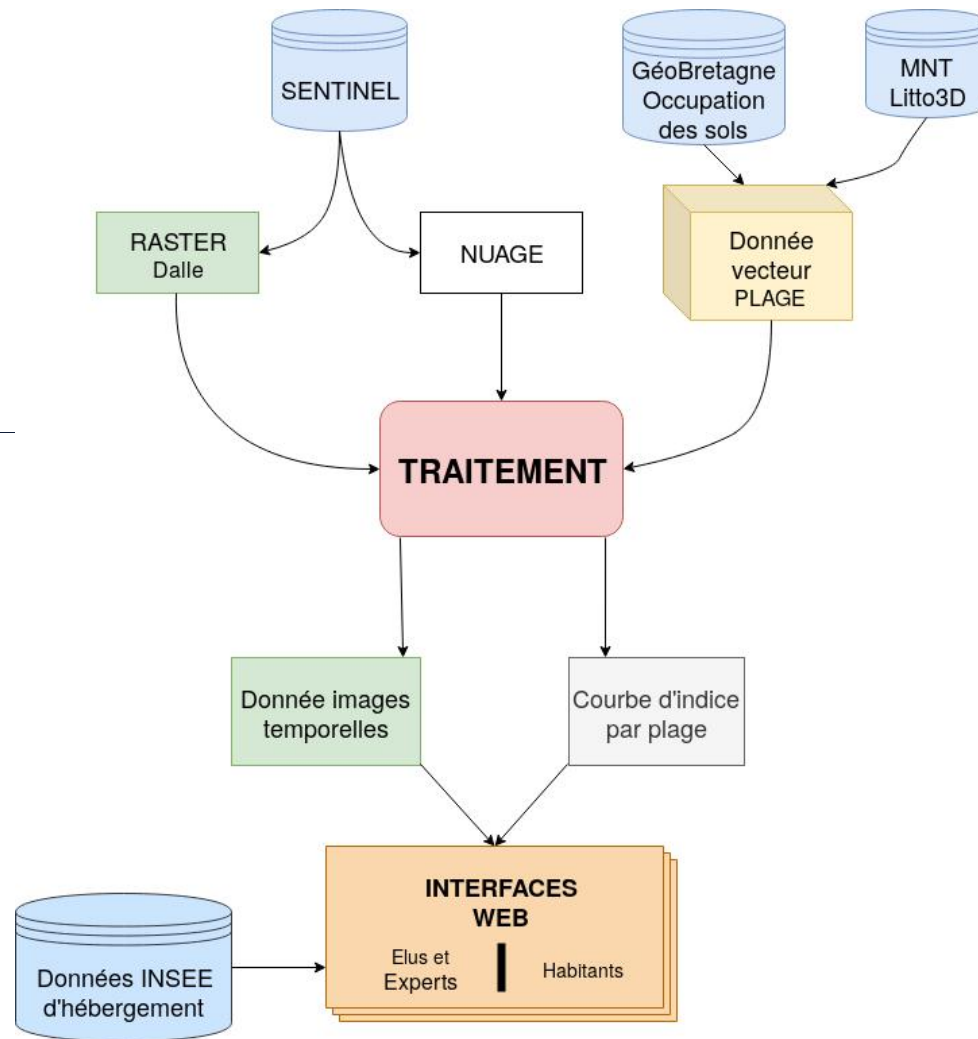 SENTINEL
GéoBretagne
Occupation
des sols
MNT
Litto3D
RASTER
Dalle
NUAGE
Donnée
vecteur
PLAGE
TRAITEMENT
Donnée images
temporelles
Courbe d'indice
par plage
INTERFACES
WEB
Elus et
Experts
Habitants
Données INSEE
d'hébergement